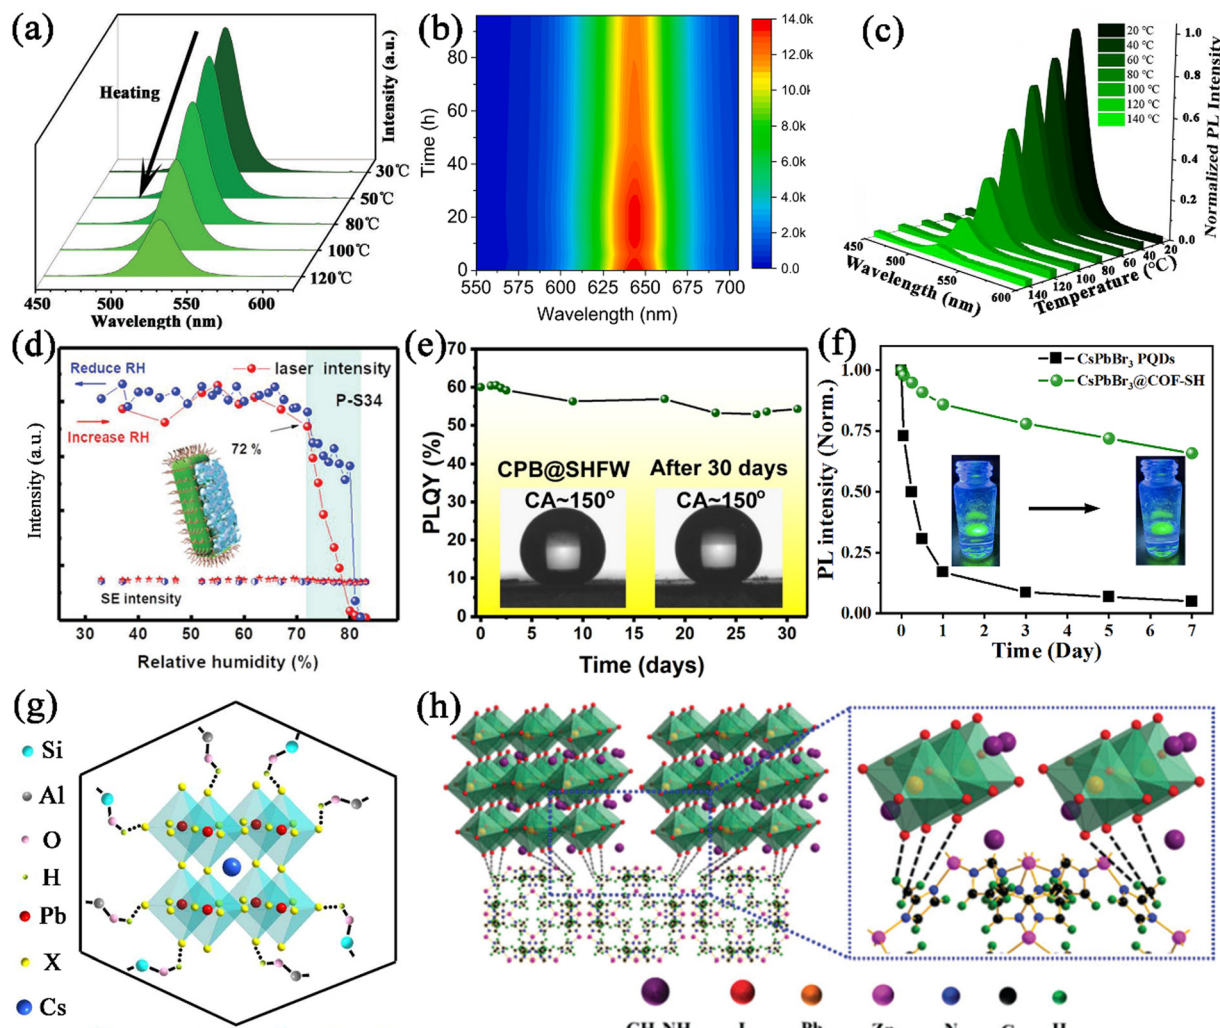 (a)
Heating
Intensity (a.u.)
30℃
50℃
80℃
100℃
120℃
450 500 550 600
Wavelength (nm)
(b)
Time (h)
80
60
40
20
0
550 575 600 625 650 675 700
Wavelength (nm)
14.0k
12.0k
10.0k
8.0k
6.0k
4.0k
2.0k
0.0
(c)
20 ℃
40 ℃
60 ℃
80 ℃
100 ℃
120 ℃
140 ℃
1.0
0.8
0.6
0.4
0.2
0.0
Normalized PL Intensity
450
500
550
600
Wavelength (nm)
20
40
60
80
100
120
140
Temperature (℃)
(d)
Reduce RH
laser intensity
P-S34
Increase RH
72 %
SE intensity
Intensity (a.u.)
30 40 50 60 70 80 90
Relative humidity (%)
(e)
70
60
50
40
30
20
10
0
PLQY (%)
CPB@SHFW
CA~150°
After 30 days
CA~150°
0 5 10 15 20 25 30
Time (days)
(f)
CsPbBr3 PQDs
CsPbBr3@COF-SH
PL intensity (Norm.)
1.00
0.75
0.50
0.25
0.00
0 1 2 3 4 5 6 7
Time (Day)
(g)
Si
Al
O
H
Pb
X
Cs
(h)